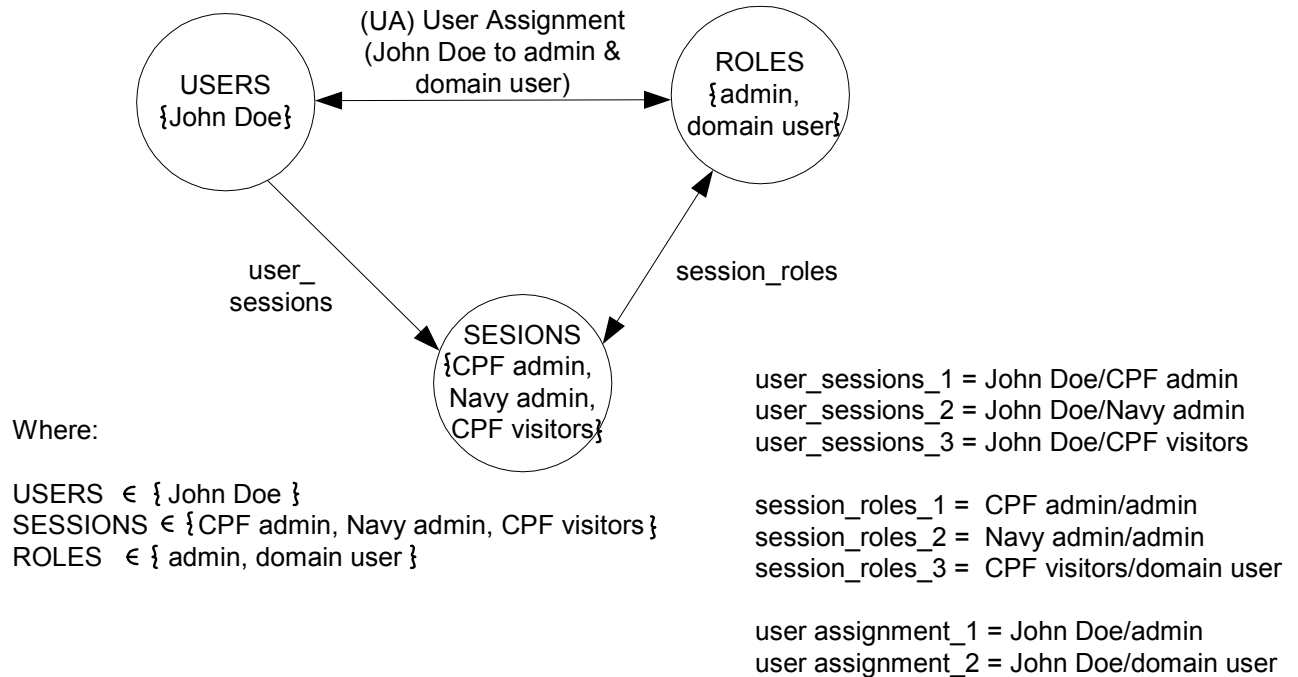 (UA) User Assignment
(John Doe to admin &
domain user)
USERS
{John Doe}
ROLES
{admin,
domain user}
user_
sessions
session_roles
SESIONS
{CPF admin,
Navy admin,
CPF visitors}
Where:
USERS ∈ { John Doe }
SESSIONS ∈ {CPF admin, Navy admin, CPF visitors}
ROLES ∈ { admin, domain user }
user_sessions_1 = John Doe/CPF admin
user_sessions_2 = John Doe/Navy admin
user_sessions_3 = John Doe/CPF visitors
session_roles_1 = CPF admin/admin
session_roles_2 = Navy admin/admin
session_roles_3 = CPF visitors/domain user
user assignment_1 = John Doe/admin
user assignment_2 = John Doe/domain user